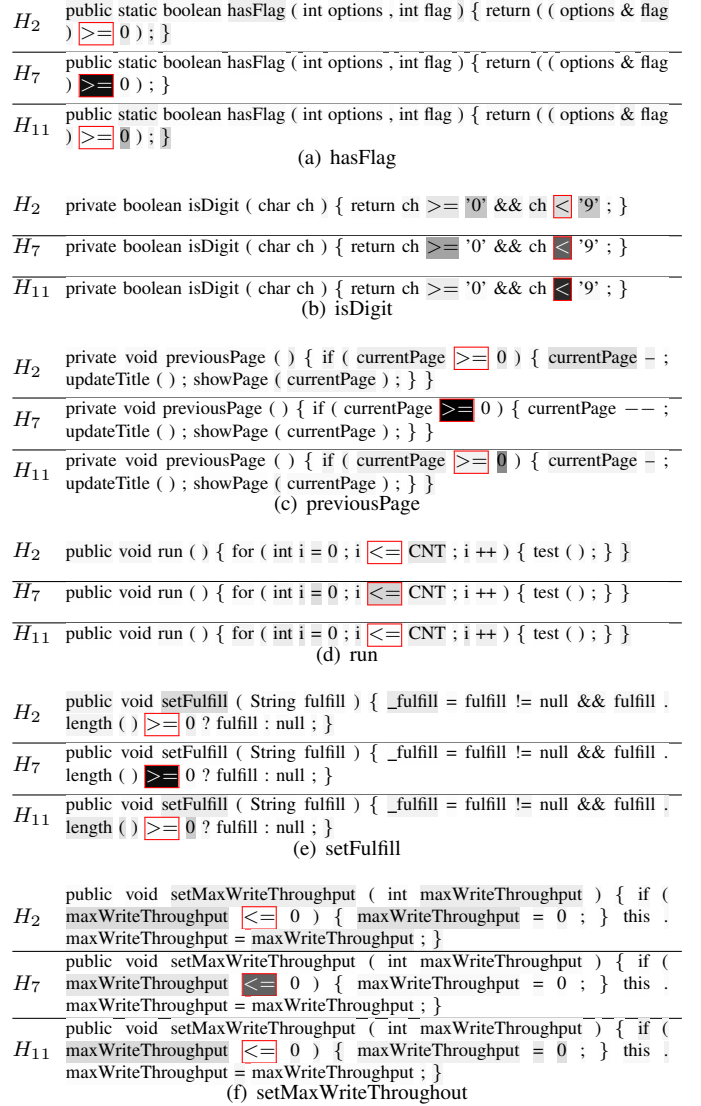 H2 public static boolean hasFlag ( int options , int flag ) { return ( ( options & flag
) >= 0 ) ; }
H7 public static boolean hasFlag ( int options , int flag ) { return ( ( options & flag
) >= 0 ) ; }
H11 public static boolean hasFlag ( int options , int flag ) { return ( ( options & flag
) >= 0 ) ; }
(a) hasFlag
H2 private boolean isDigit ( char ch ) { return ch >= '0' && ch < '9' ; }
H7 private boolean isDigit ( char ch ) { return ch >= '0' && ch < '9' ; }
H11 private boolean isDigit ( char ch ) { return ch >= '0' && ch < '9' ; }
(b) isDigit
H2 private void previousPage ( ) { if ( currentPage >= 0 ) { currentPage – ;
updateTitle ( ) ; showPage ( currentPage ) ; } }
H7 private void previousPage ( ) { if ( currentPage >= 0 ) { currentPage −− ;
updateTitle ( ) ; showPage ( currentPage ) ; } }
H11 private void previousPage ( ) { if ( currentPage >= 0 ) { currentPage – ;
updateTitle ( ) ; showPage ( currentPage ) ; } }
(c) previousPage
H2 public void run ( ) { for ( int i = 0 ; i <= CNT ; i ++ ) { test ( ) ; } }
H7 public void run ( ) { for ( int i = 0 ; i <= CNT ; i ++ ) { test ( ) ; } }
H11 public void run ( ) { for ( int i = 0 ; i <= CNT ; i ++ ) { test ( ) ; } }
(d) run
H2 public void setFulfill ( String fulfill ) { _fulfill = fulfill != null && fulfill .
length ( ) >= 0 ? fulfill : null ; }
H7 public void setFulfill ( String fulfill ) { _fulfill = fulfill != null && fulfill .
length ( ) >= 0 ? fulfill : null ; }
H11 public void setFulfill ( String fulfill ) { _fulfill = fulfill != null && fulfill .
length ( ) >= 0 ? fulfill : null ; }
(e) setFulfill
H2 public void setMaxWriteThroughput ( int maxWriteThroughput ) { if (
maxWriteThroughput <= 0 ) { maxWriteThroughput = 0 ; } this .
maxWriteThroughput = maxWriteThroughput ; }
H7 public void setMaxWriteThroughput ( int maxWriteThroughput ) { if (
maxWriteThroughput <= 0 ) { maxWriteThroughput = 0 ; } this .
maxWriteThroughput = maxWriteThroughput ; }
H11 public void setMaxWriteThroughput ( int maxWriteThroughput ) { if (
maxWriteThroughput <= 0 ) { maxWriteThroughput = 0 ; } this .
maxWriteThroughput = maxWriteThroughput ; }
(f) setMaxWriteThroughout